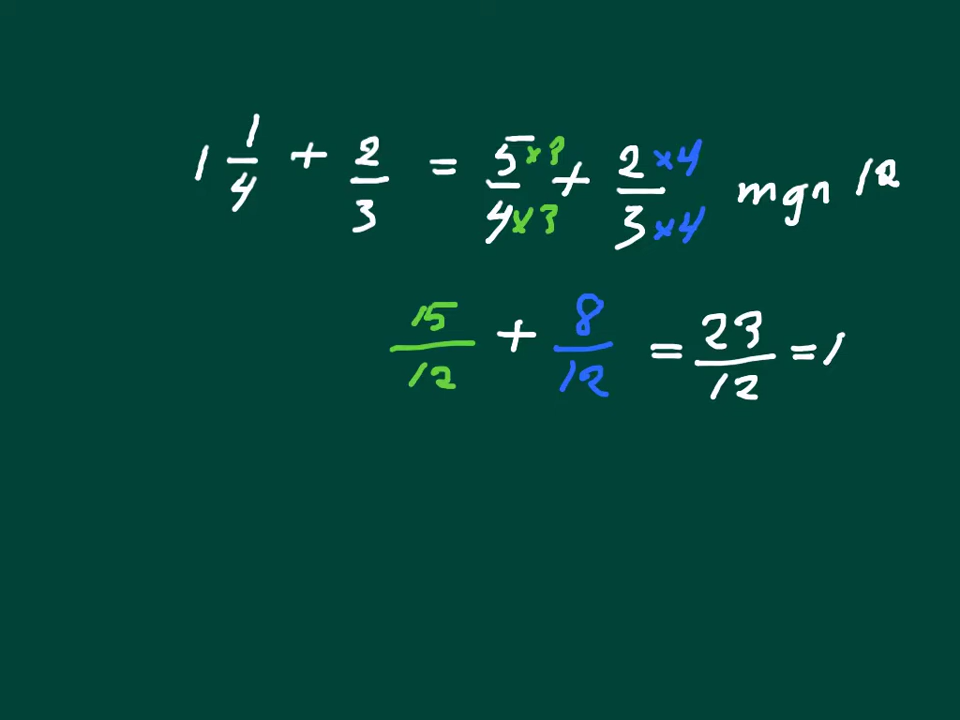 1 1/4 + 2/3 = 5×3/4×3 + 2×4/3×4 mgn 12
15/12 + 8/12 = 23/12 = 1